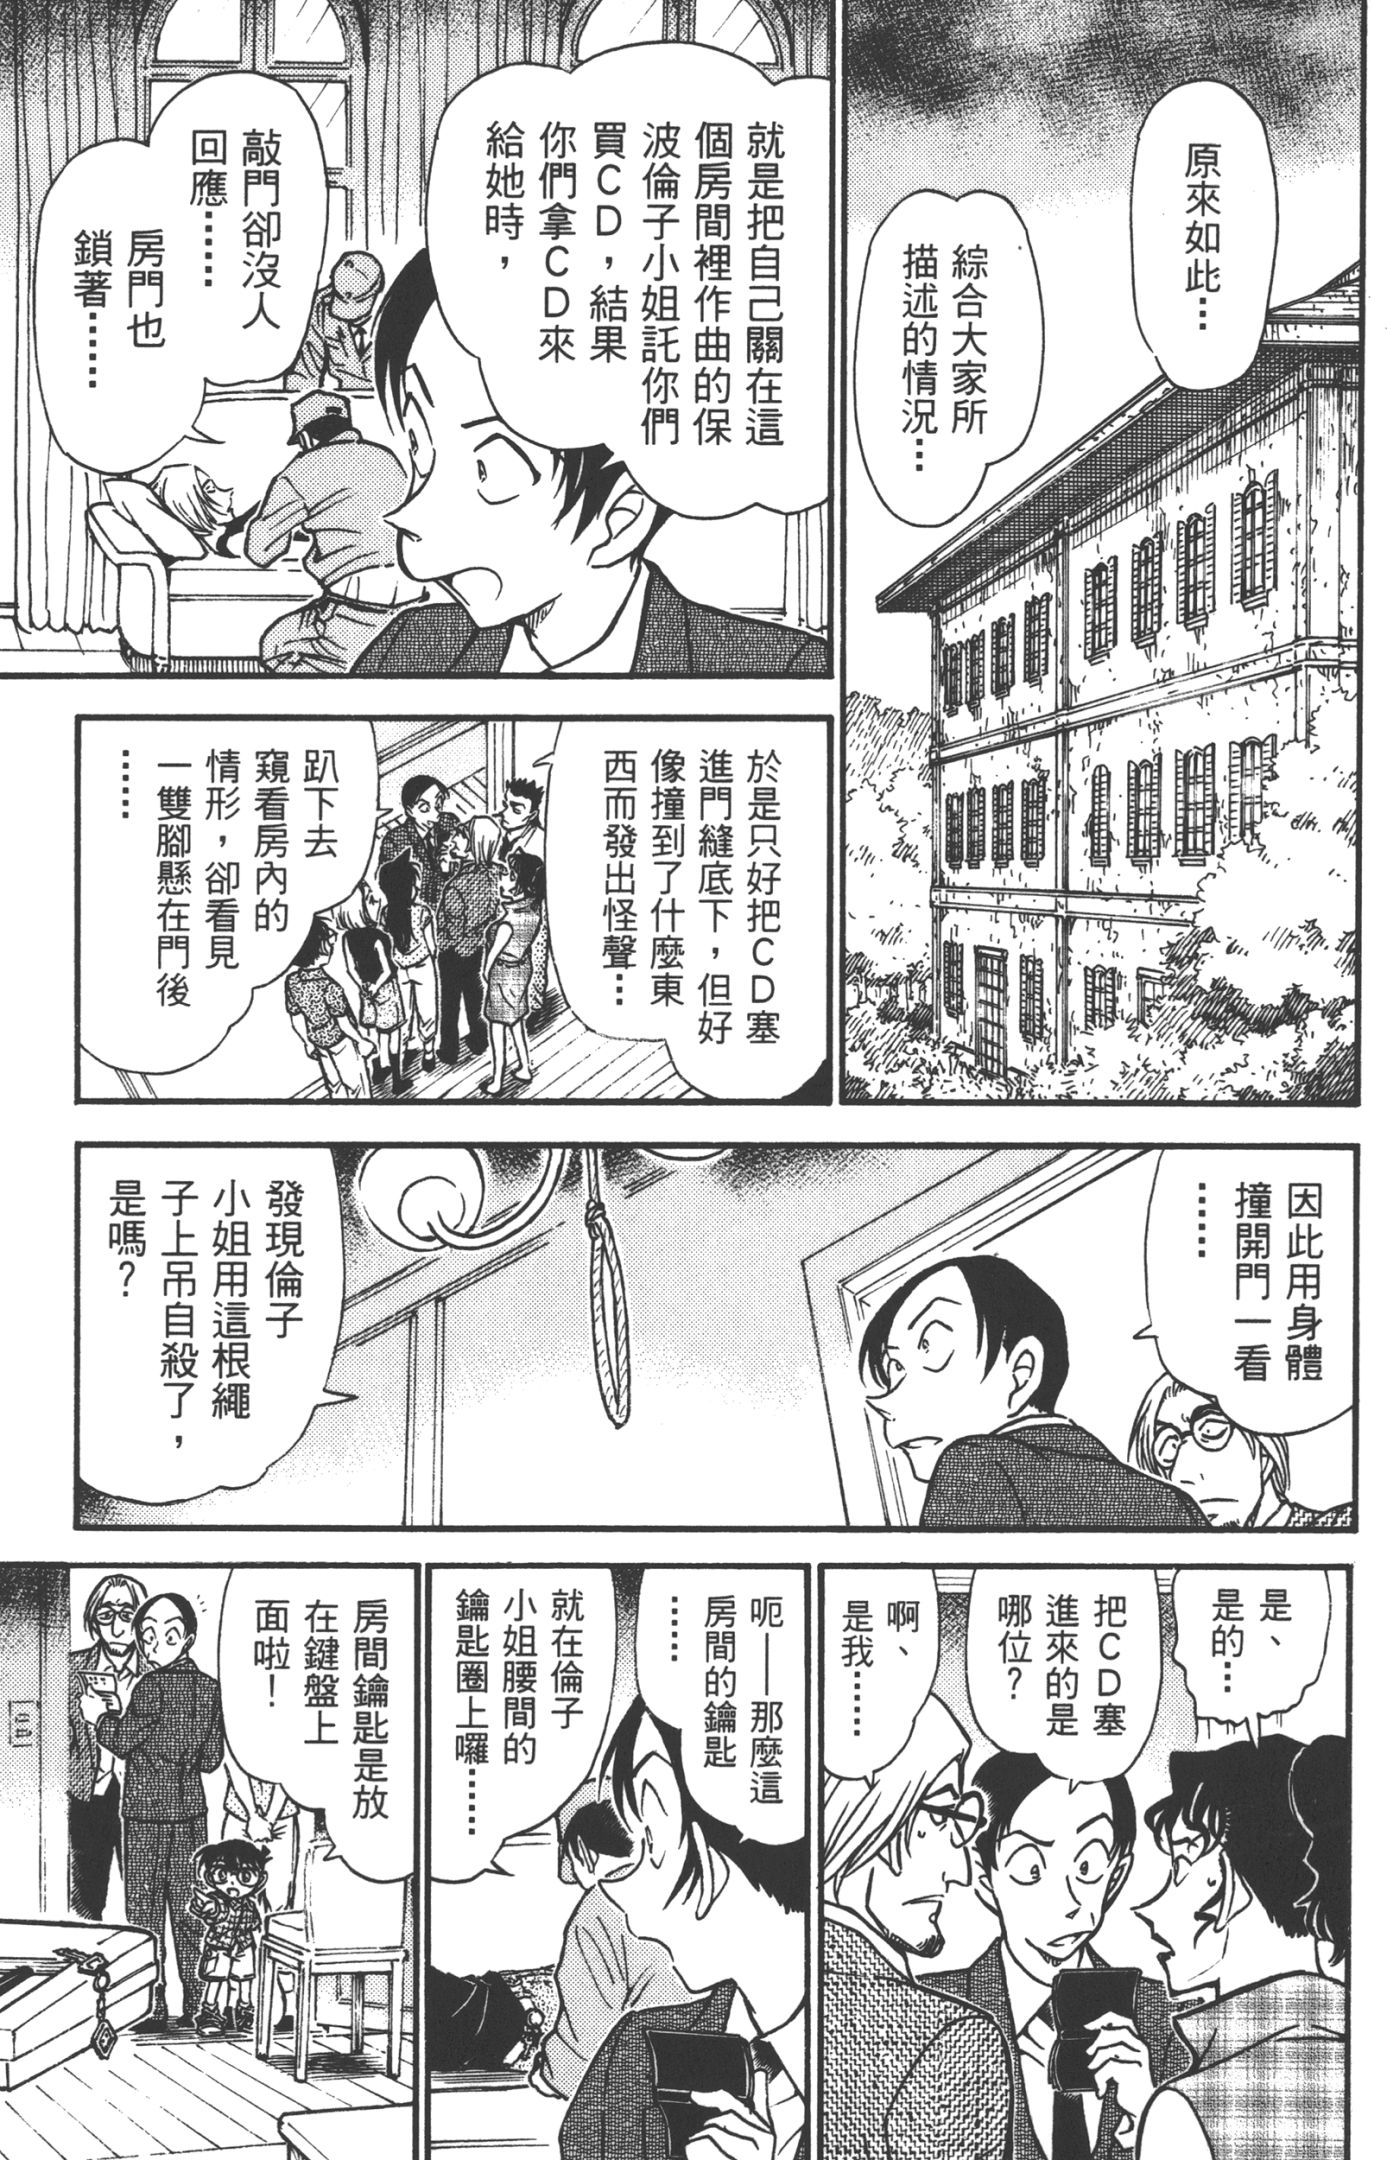 原來如此…
綜合大家所
描述的情況…
就是把自己關在這
個房間裡作曲的保
波倫子小姐託你們
買ＣＤ，結果
你們拿ＣＤ來
給她時，
敲門卻沒人
回應……
房門也
鎖著……
於是只好把ＣＤ塞
進門縫底下，但好
像撞到了什麼東
西而發出怪聲…
趴下去
窺看房內的
情形，卻看見
一雙腳懸在門後
……
因此用身體
撞開門一看
……
發現倫子
小姐用這根繩
子上吊自殺了，
是嗎？
是、
是的…
把ＣＤ塞
進來的是
哪位？
啊、
是我……
呃——那麼這
房間的鑰匙
……
就在倫子
小姐腰間的
鑰匙圈上囉……
房間鑰匙是放
在鍵盤上
面啦！